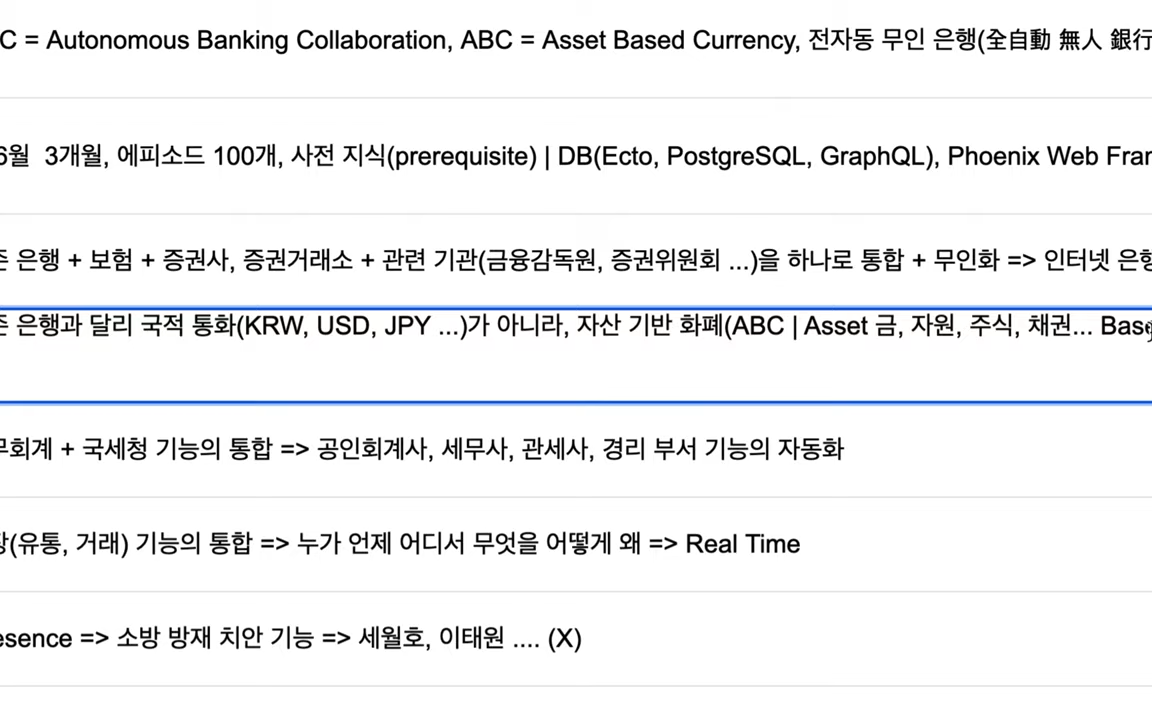 C = Autonomous Banking Collaboration, ABC = Asset Based Currency, 전자동 무인 은행(全自動 無人 銀行
6월 3개월, 에피소드 100개, 사전 지식(prerequisite) | DB(Ecto, PostgreSQL, GraphQL), Phoenix Web Fra
은행 + 보험 + 증권사, 증권거래소 + 관련 기관(금융감독원, 증권위원회 ...)을 하나로 통합 + 무인화 => 인터넷 은행
은행과 달리 국적 통화(KRW, USD, JPY ...)가 아니라, 자산 기반 화폐(ABC | Asset 금, 자원, 주식, 채권... Bas
무회계 + 국세청 기능의 통합 => 공인회계사, 세무사, 관세사, 경리 부서 기능의 자동화
장(유통, 거래) 기능의 통합 => 누가 언제 어디서 무엇을 어떻게 왜 => Real Time
esence => 소방 방재 치안 기능 => 세월호, 이태원 .... (X)